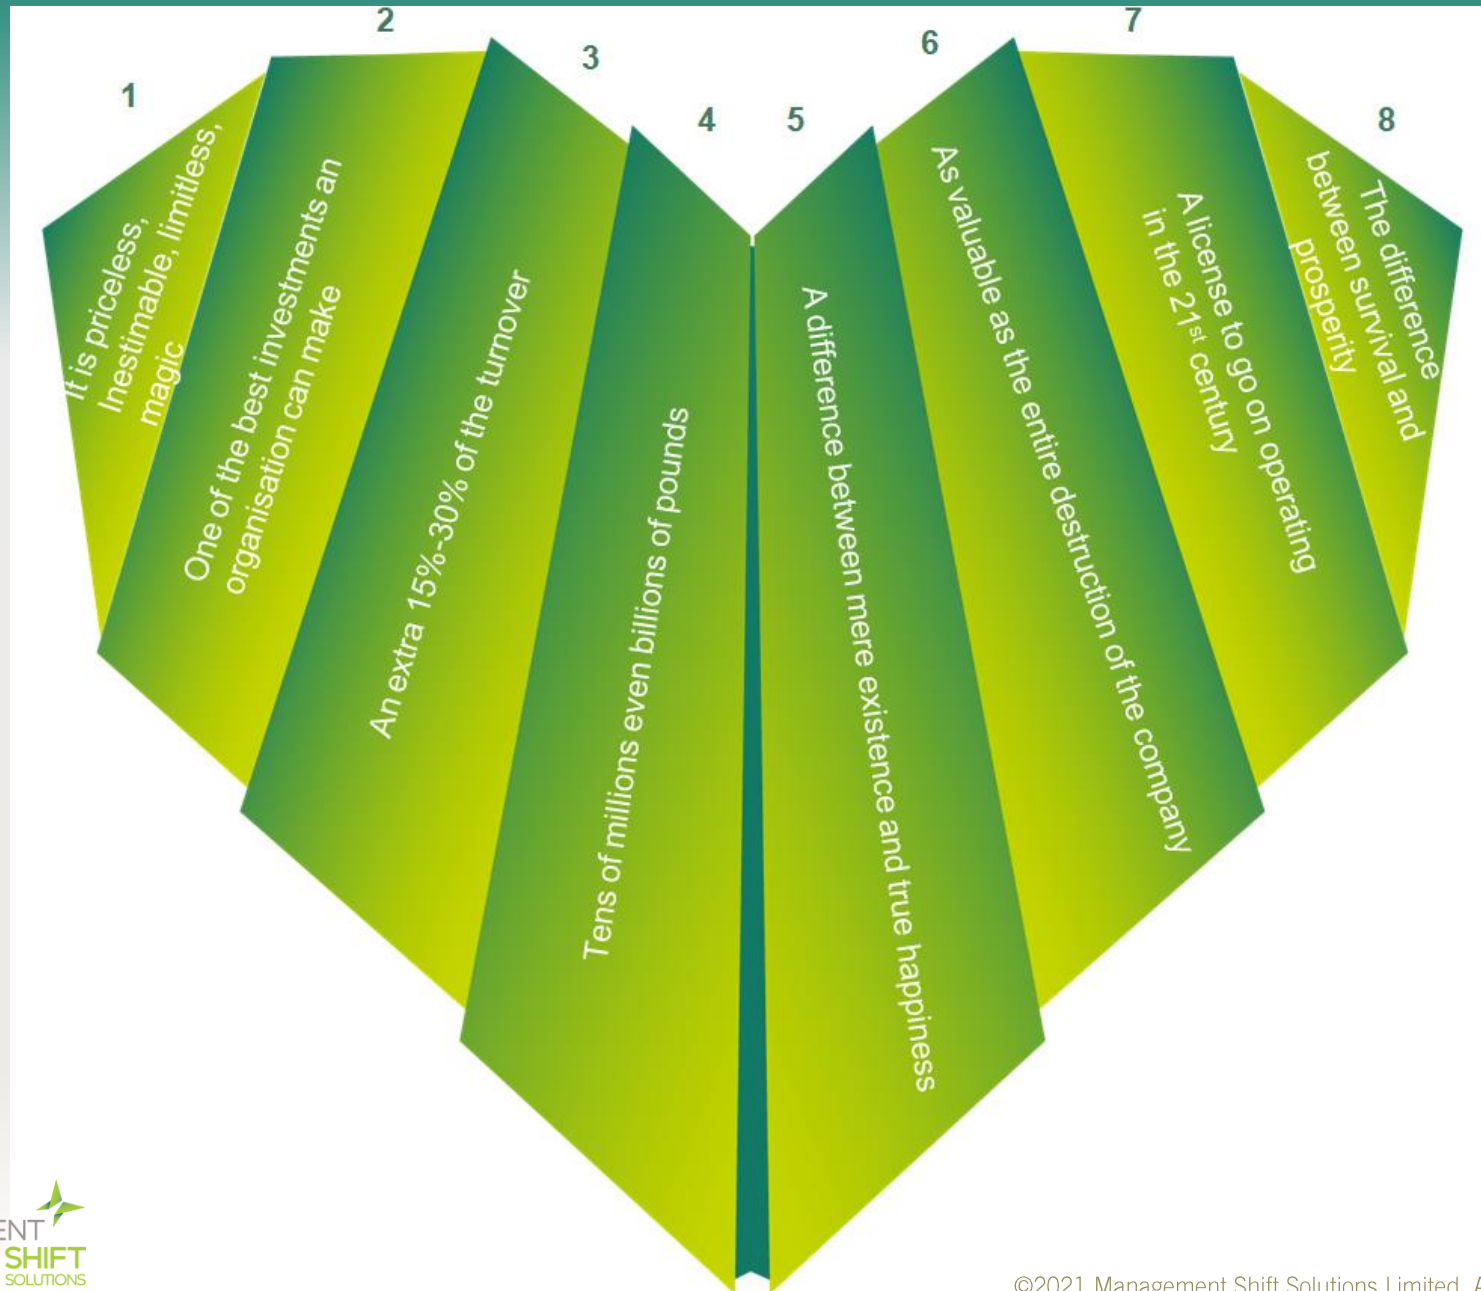 1
It is priceless,
Inestimable, limitless,
magic
2
One of the best investments an
organisation can make
3
An extra 15%-30% of the turnover
4
Tens of millions even billions of pounds
5
A difference between mere existence and true happiness
6
As valuable as the entire destruction of the company
7
A license to go on operating
in the 21st century
8
The difference
between survival and
prosperity
ENT
SHIFT
SOLUTIONS
©2021 Management Shift Solutions Limited. A